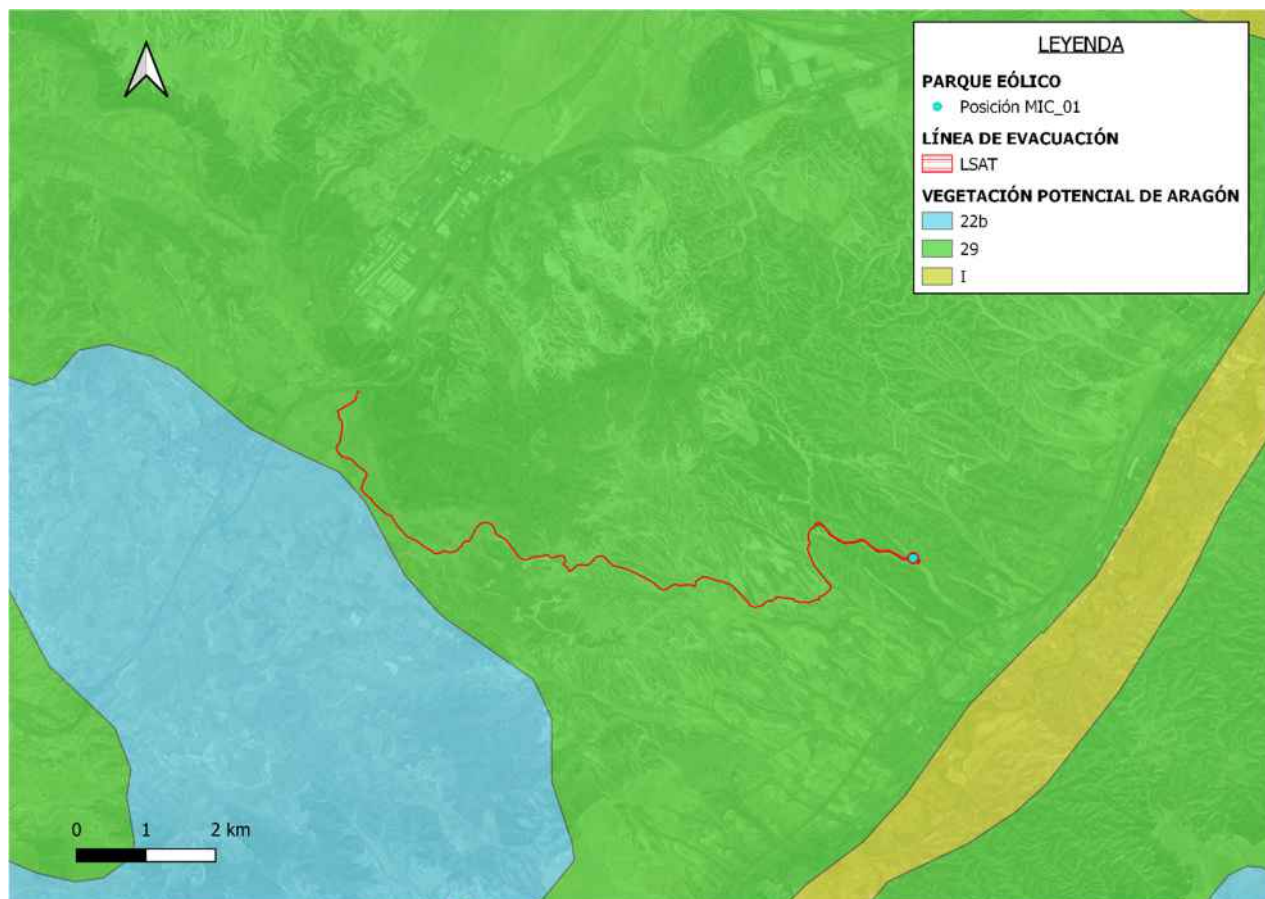 LEYENDA
PARQUE EÓLICO
Posición MIC_01
LÍNEA DE EVACUACIÓN
LSAT
VEGETACIÓN POTENCIAL DE ARAGÓN
22b
29
I
0 1 2 km